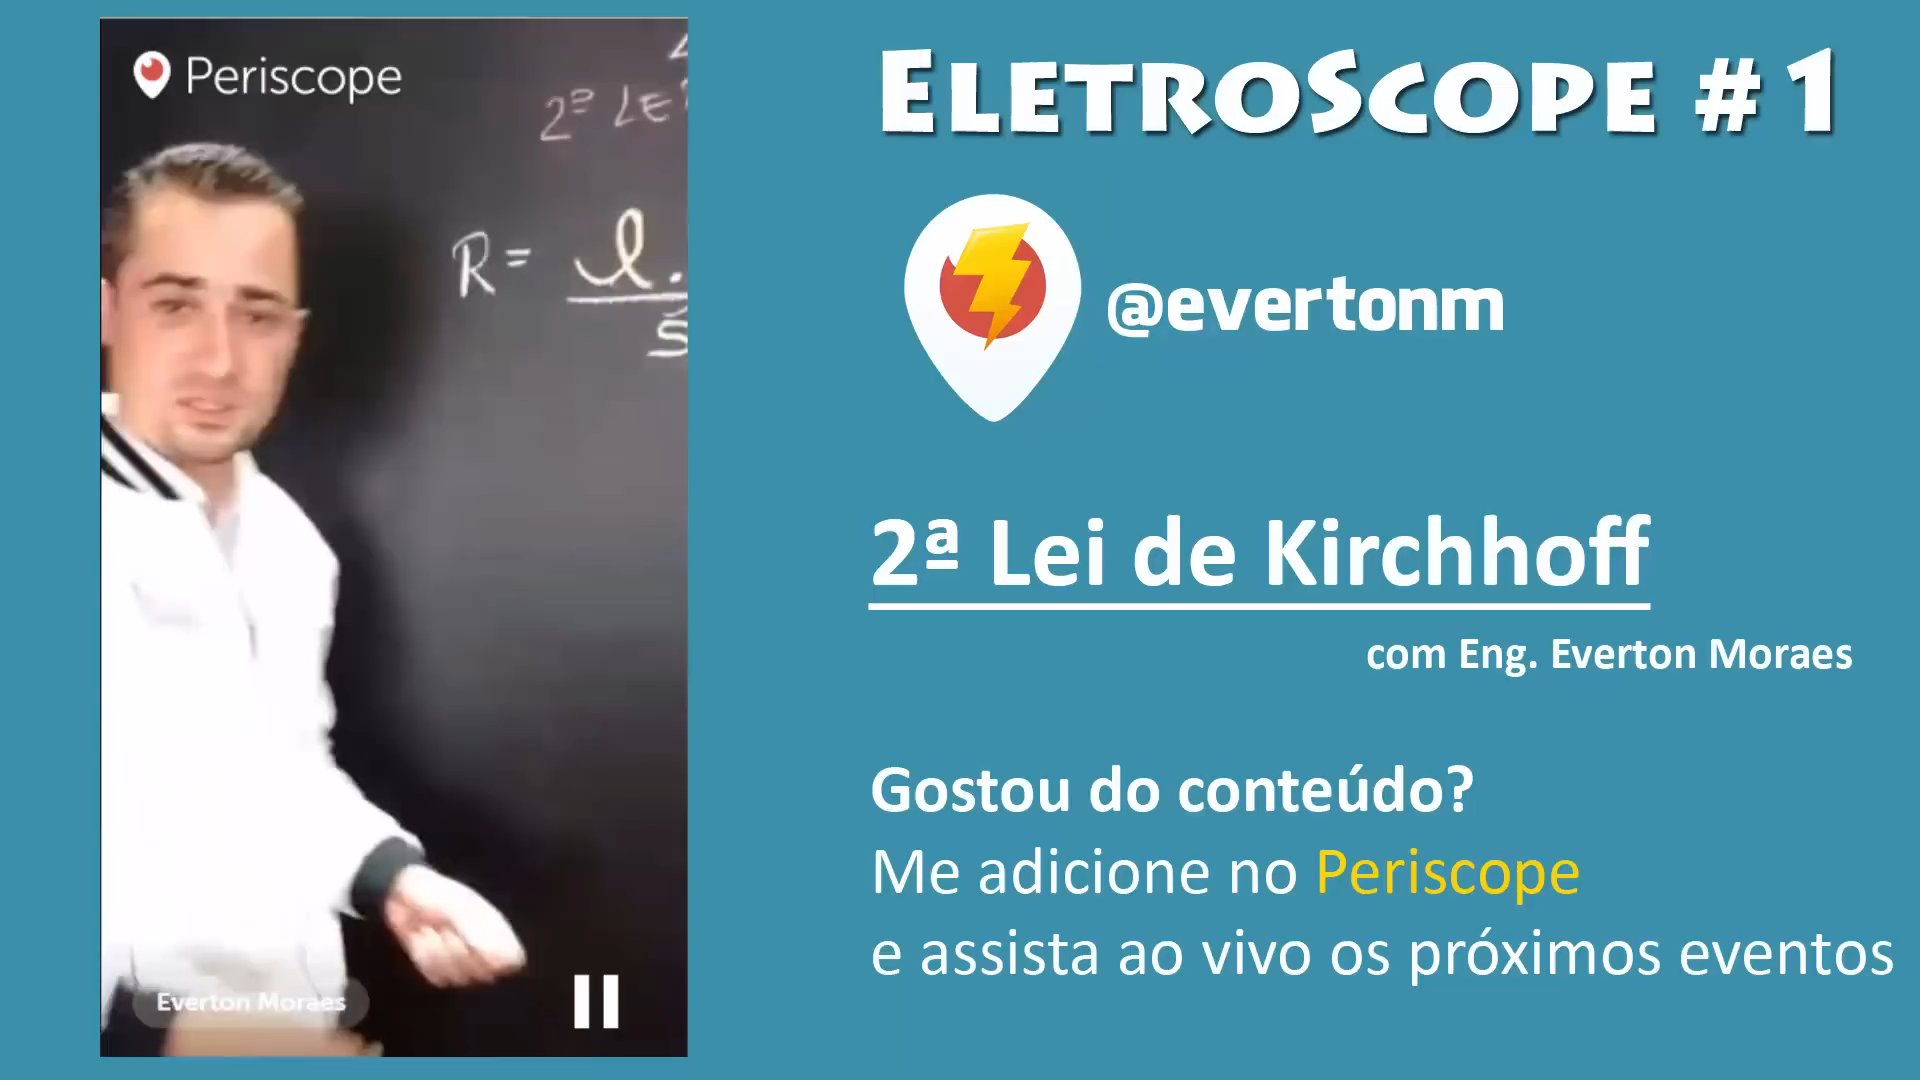 Periscope
2ª LE
R = l.
S
Everton Moraes
ELETROSCOPE #1
@evertonm
2ª Lei de Kirchhoff
com Eng. Everton Moraes
Gostou do conteúdo?
Me adicione no Periscope
e assista ao vivo os próximos eventos